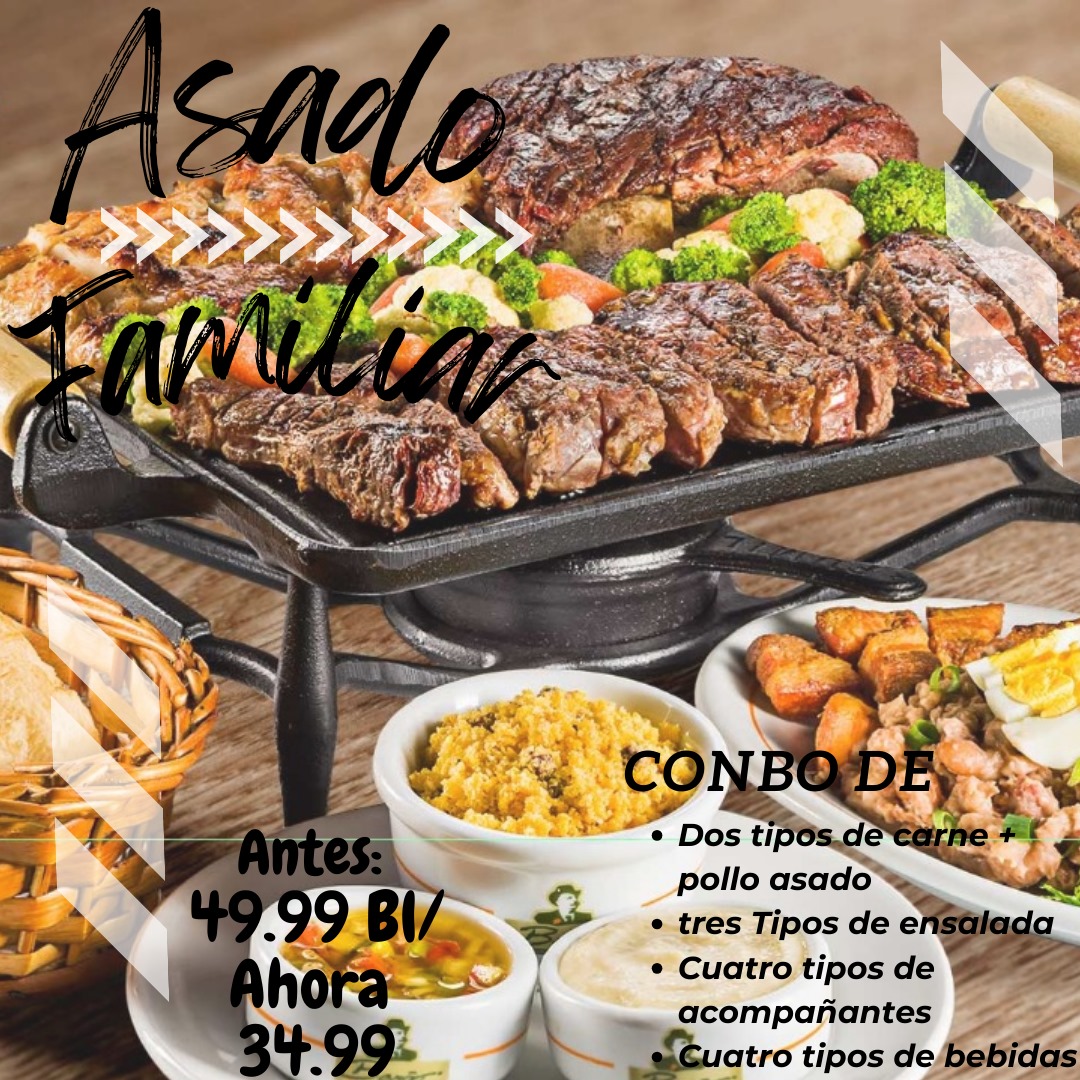 Asado
Familiar
CONBO DE
• Dos tipos de carne +
pollo asado
• tres Tipos de ensalada
• Cuatro tipos de
acompañantes
• Cuatro tipos de bebidas
Antes:
49.99 Bl/
Ahora
34.99